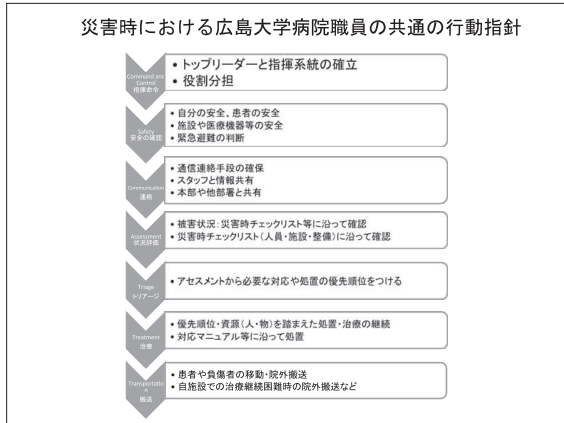 災害時における広島大学病院職員の共通の行動指針
Command and
Control
指揮命令
• トップリーダーと指揮系統の確立
• 役割分担
Safety
安全の確認
• 自分の安全、患者の安全
• 施設や医療機器等の安全
• 緊急避難の判断
Communication
連絡
• 通信連絡手段の確保
• スタッフと情報共有
• 本部や他部署と共有
Assessment
状況評価
• 被害状況：災害時チェックリスト等に沿って確認
• 災害時チェックリスト（人員・施設・整備）に沿って確認
Triage
トリアージ
• アセスメントから必要な対応や処置の優先順位をつける
Treatment
治療
• 優先順位・資源（人・物）を踏まえた処置・治療の継続
• 対応マニュアル等に沿って処置
Transportatio
n
搬送
• 患者や負傷者の移動・院外搬送
• 自施設での治療継続困難時の院外搬送など